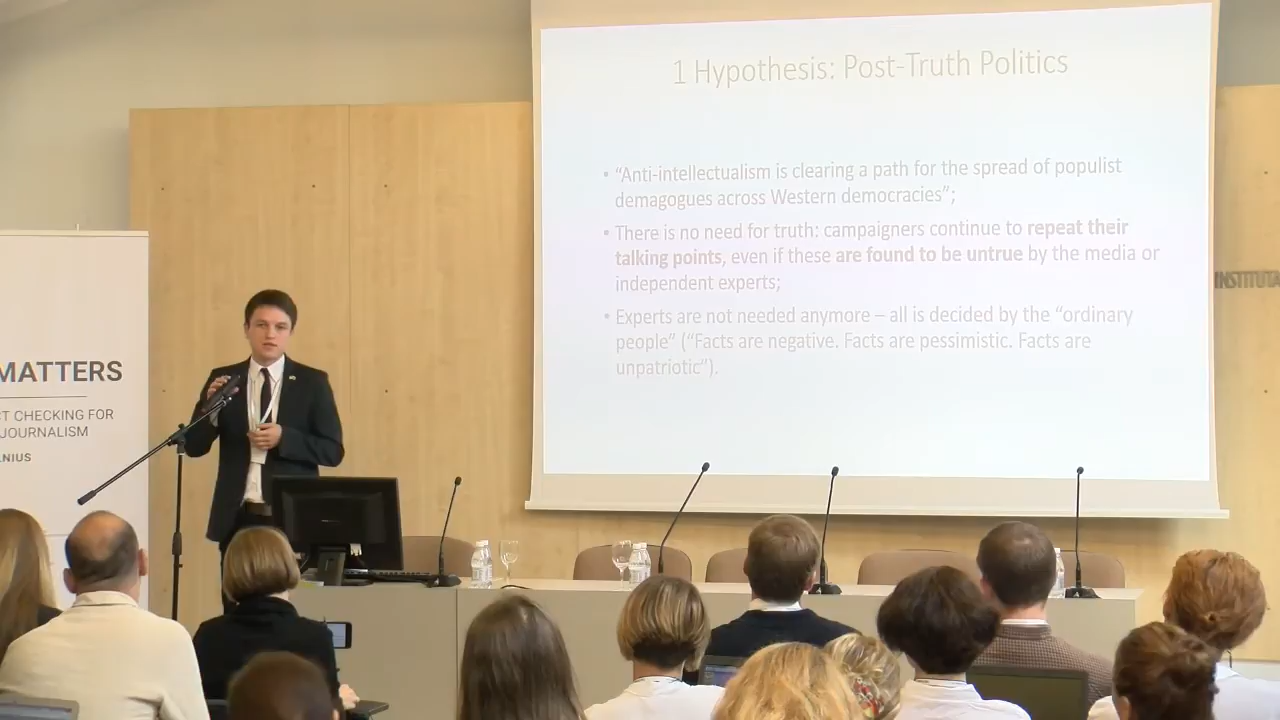 1 Hypothesis: Post-Truth Politics
• “Anti-intellectualism is clearing a path for the spread of populist
demagogues across Western democracies”;
• There is no need for truth: campaigners continue to repeat their
talking points, even if these are found to be untrue by the media or
independent experts;
• Experts are not needed anymore – all is decided by the “ordinary
people” (“Facts are negative. Facts are pessimistic. Facts are
unpatriotic”).
INSTITUTA
MATTERS
CT CHECKING FOR
JOURNALISM
LNIUS